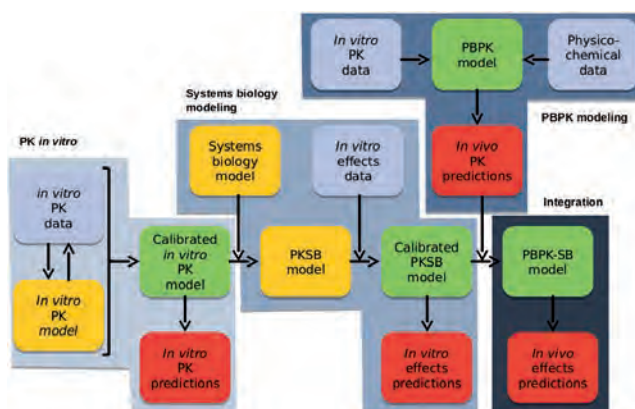 In vitro
PK
data
PBPK
model
Physico-
chemical
data
Systems biology
modeling
PBPK modeling
PK in vitro
Systems
biology
model
In vitro
effects
data
In vivo
PK
predictions
Integration
in vitro
PK
data
Calibrated
in vitro
PK
model
PKSB
model
Calibrated
PKSB
model
PBPK-SB
model
In vitro
PK
model
In vitro
PK
predictions
In vitro
effects
predictions
In vivo
effects
predictions